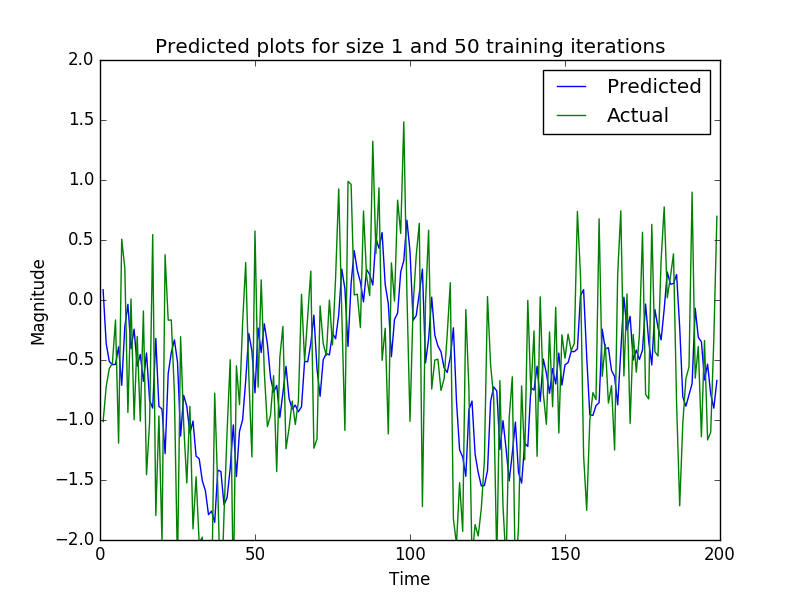 Predicted plots for size 1 and 50 training iterations
2.0
1.5
1.0
0.5
0.0
−0.5
−1.0
−1.5
−2.0
Magnitude
Predicted
Actual
0 50 100 150 200
Time